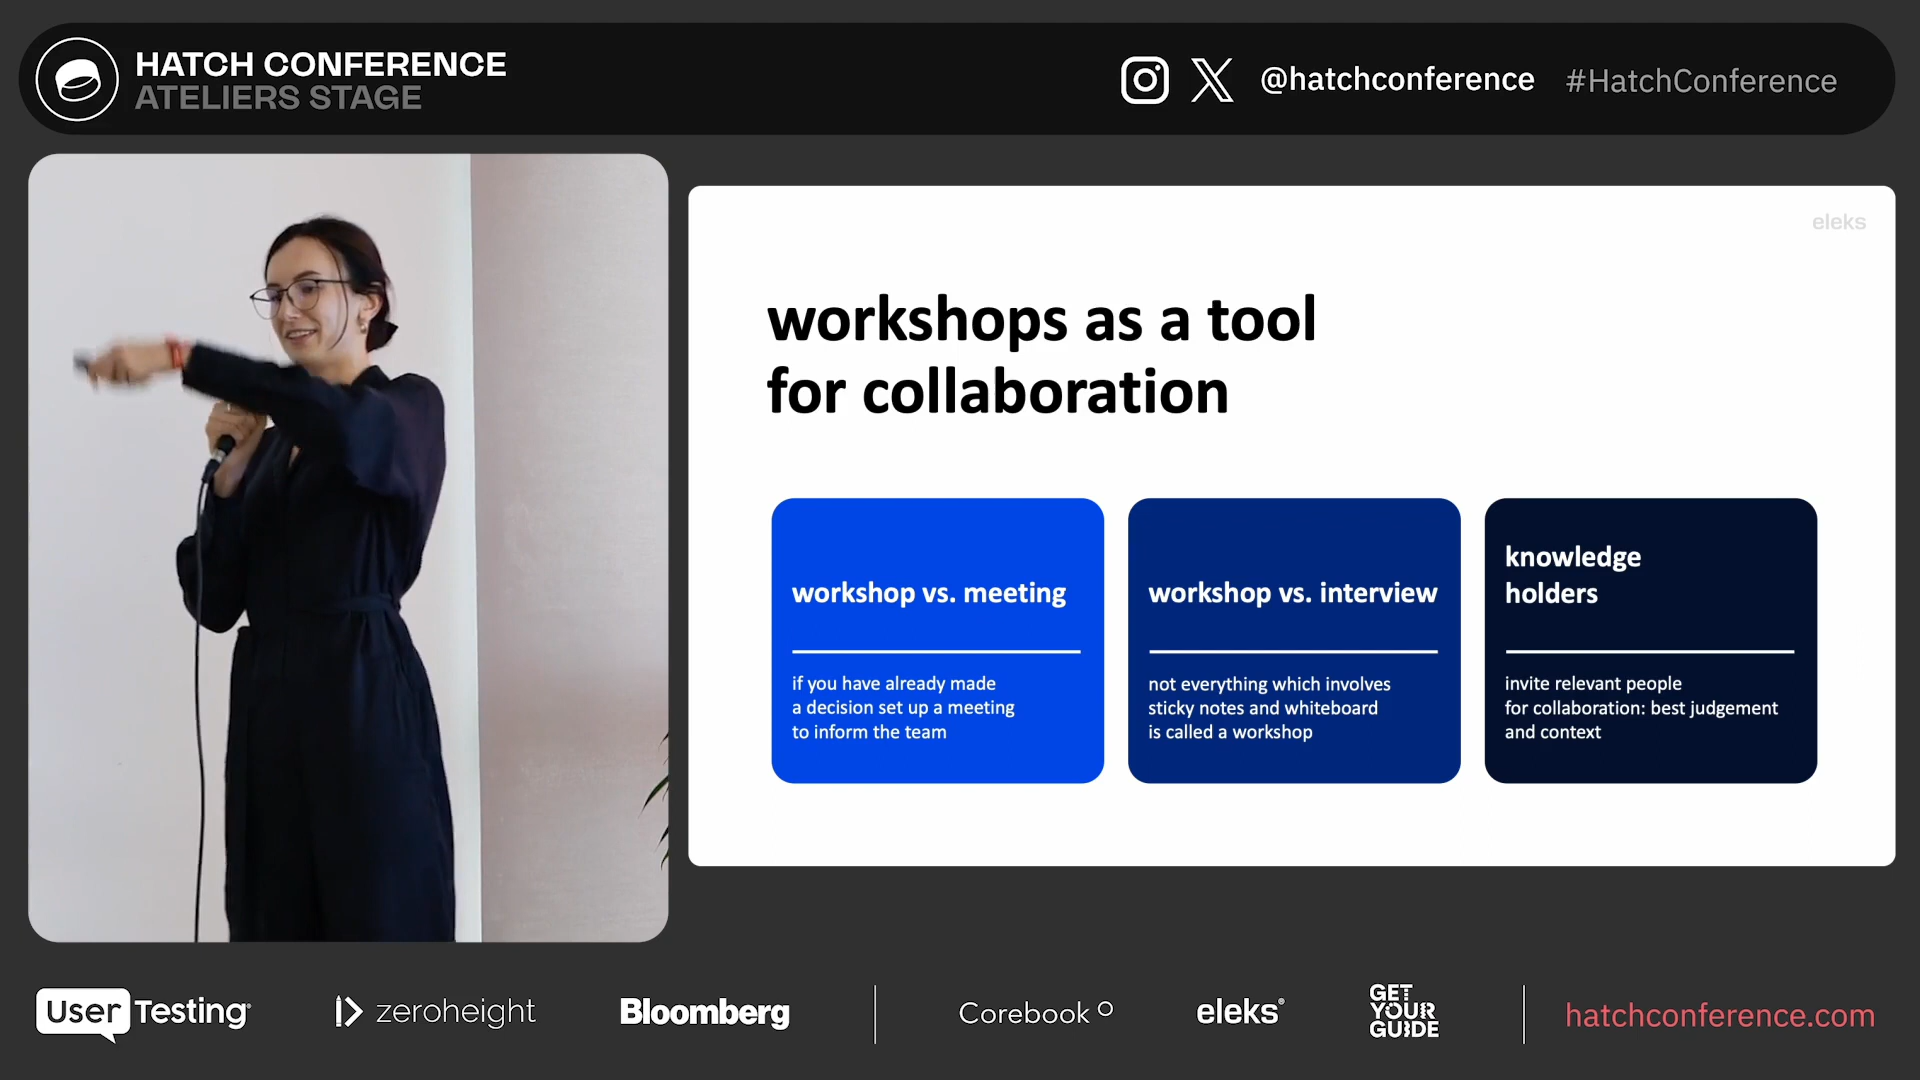 HATCH CONFERENCE
ATELIERS STAGE
@hatchconference #HatchConference
eleks
workshops as a tool
for collaboration
workshop vs. meeting
if you have already made
a decision set up a meeting
to inform the team
workshop vs. interview
not everything which involves
sticky notes and whiteboard
is called a workshop
knowledge
holders
invite relevant people
for collaboration: best judgement
and context
UserTesting
zeroheight
Bloomberg
Corebook
eleks®
GET
YOUR
GUIDE
hatchconference.com